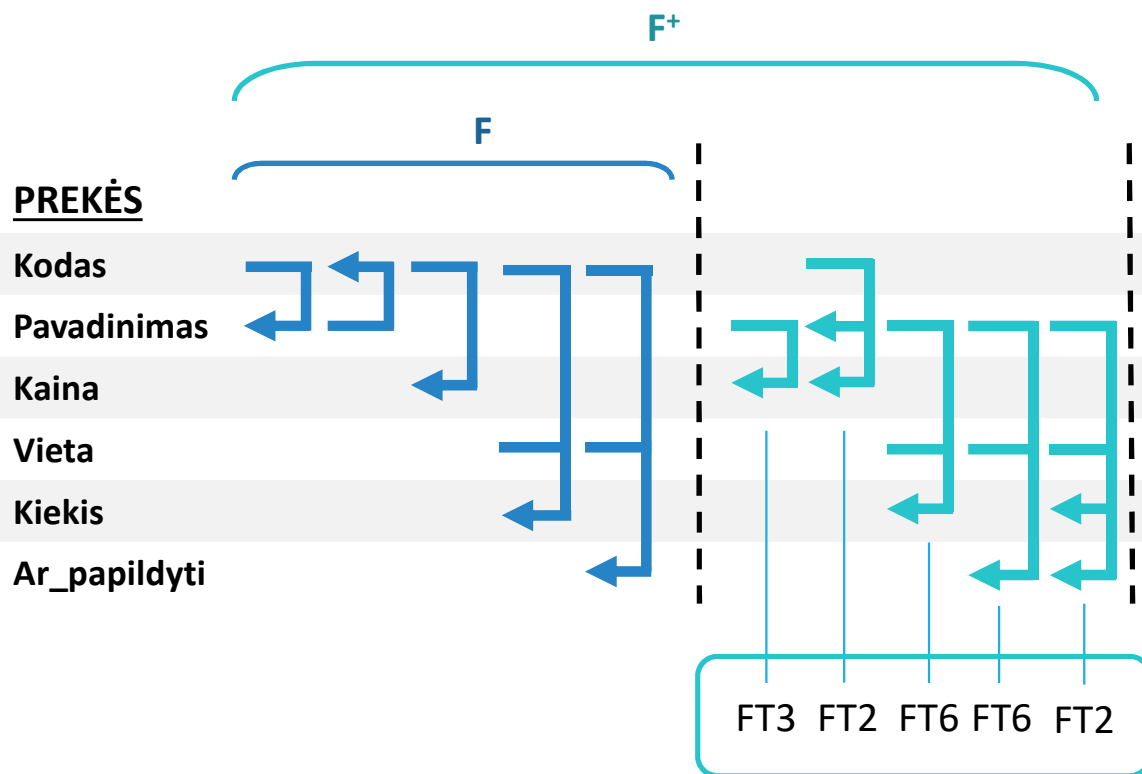 F+
F
PREKĖS
Kodas
Pavadinimas
Kaina
Vieta
Kiekis
Ar_papildyti
FT3 FT2 FT6 FT6 FT2